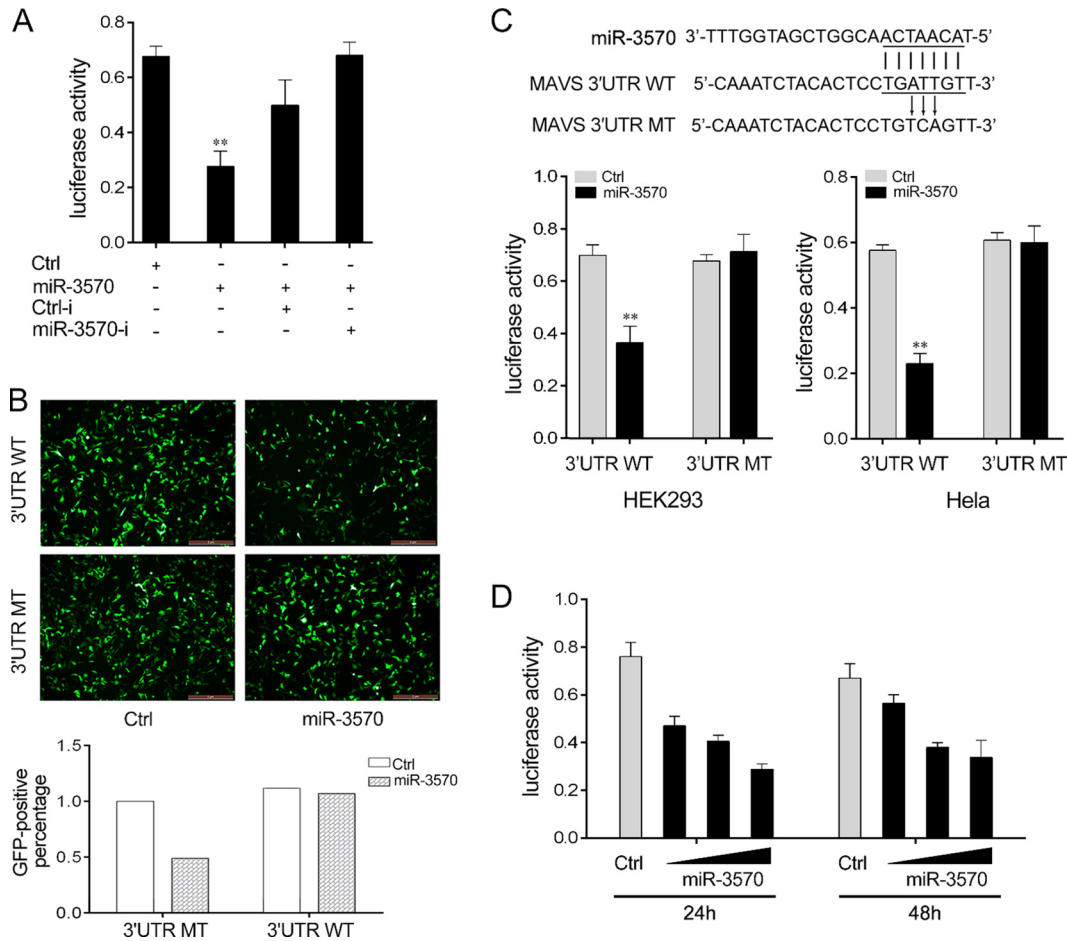 A
luciferase activity
0.8
0.6
0.4
0.2
0.0
**
Ctrl + - - -
miR-3570 - + + +
Ctrl-i - - + -
miR-3570-i - - - +
B
3'UTR WT
3'UTR MT
Ctrl miR-3570
GFP-positive percentage
1.5
1.0
0.5
0.0
Ctrl
miR-3570
3'UTR MT 3'UTR WT
C
miR-3570 3'-TTTGGTAGCTGGCAACTAACAT-5'
MAVS 3'UTR WT 5'-CAAATCTACACTCCTGATTGTT-3'
MAVS 3'UTR MT 5'-CAAATCTACACTCCTGTCAGTT-3'
luciferase activity
1.0
0.8
0.6
0.4
0.2
0.0
Ctrl
miR-3570
**
3'UTR WT 3'UTR MT
HEK293
luciferase activity
0.8
0.6
0.4
0.2
0.0
Ctrl
miR-3570
**
3'UTR WT 3'UTR MT
Hela
D
luciferase activity
1.0
0.8
0.6
0.4
0.2
0.0
Ctrl miR-3570 Ctrl miR-3570
24h 48h